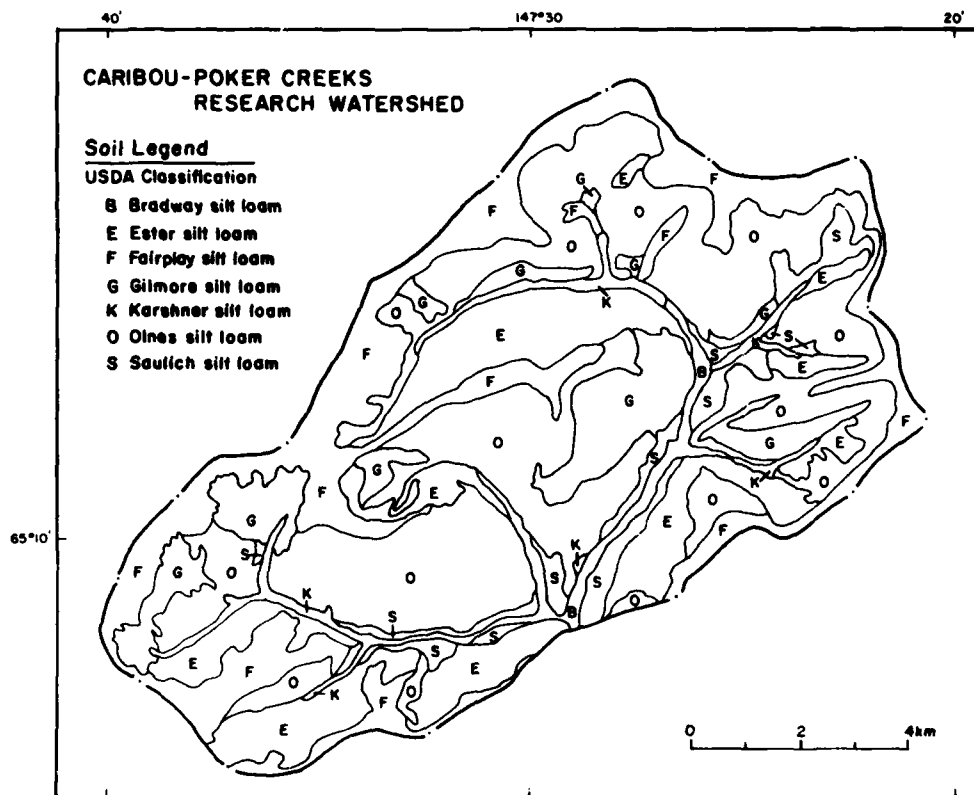 40'
147°30
20'
CARIBOU-POKER CREEKS
RESEARCH WATERSHED
Soil Legend
USDA Classification
B Bradway silt loam
E Ester silt loam
F Fairplay silt loam
G Gilmore silt loam
K Karshner silt loam
O Olnes silt loam
S Saulich silt loam
F
G
E
F
F
O
F
O
O
S
G
G
F
E
O
G
K
G
S
O
E
S
K
F
B
E
F
S
G
O
O
G
F
S
E
G
E
K
O
O
F
F
65°10'
G
S
K
E
F
F
G
O
O
S
S
K
S
B
O
E
S
F
S
O
K
E
F
O
E
0 2 4km